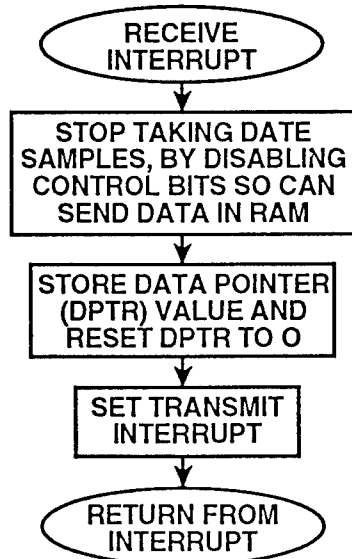 RECEIVE
INTERRUPT
STOP TAKING DATE
SAMPLES, BY DISABLING
CONTROL BITS SO CAN
SEND DATA IN RAM
STORE DATA POINTER
(DPTR) VALUE AND
RESET DPTR TO O
SET TRANSMIT
INTERRUPT
RETURN FROM
INTERRUPT